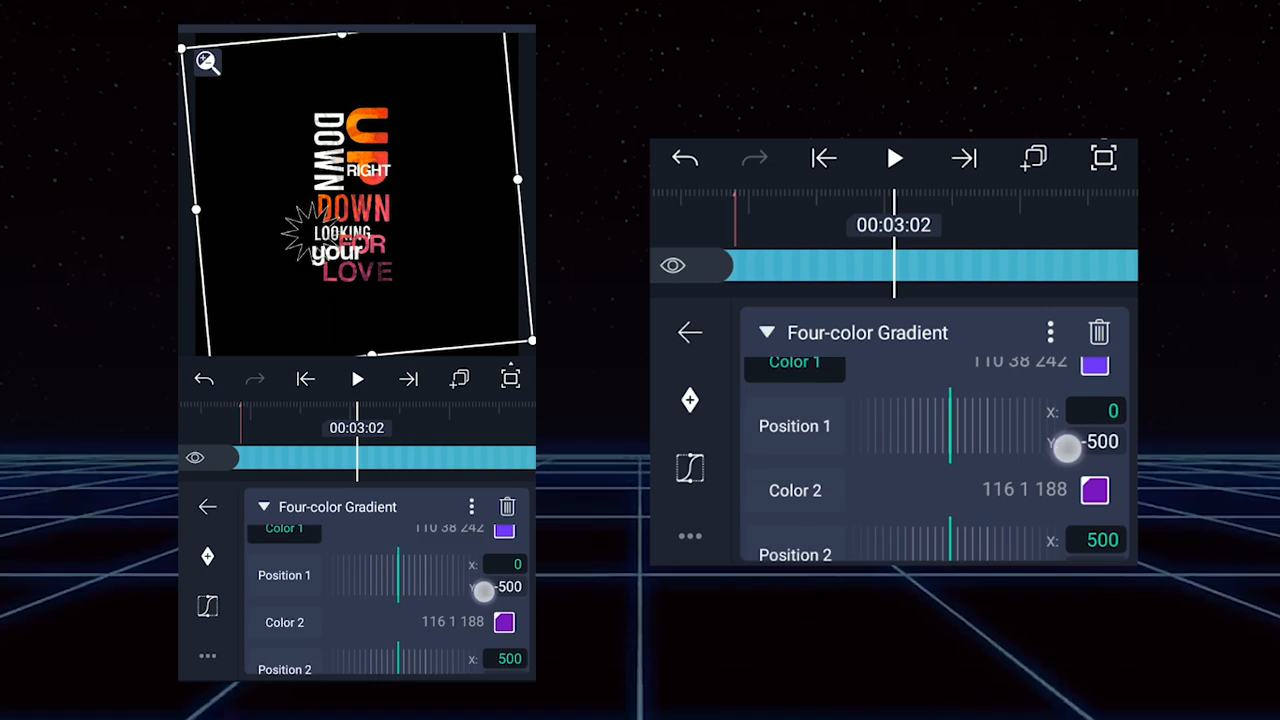 UP
DOWN
RIGHT
DOWN
LOOKING
FOR
your
LOVE
00:03:02
Four-color Gradient
Color 1 110 38 242
Position 1 X: 0
Y: -500
Color 2 116 1 188
Position 2 X: 500
00:03:02
Four-color Gradient
Color 1 110 38 242
Position 1 X: 0
Y: -500
Color 2 116 1 188
Position 2 X: 500